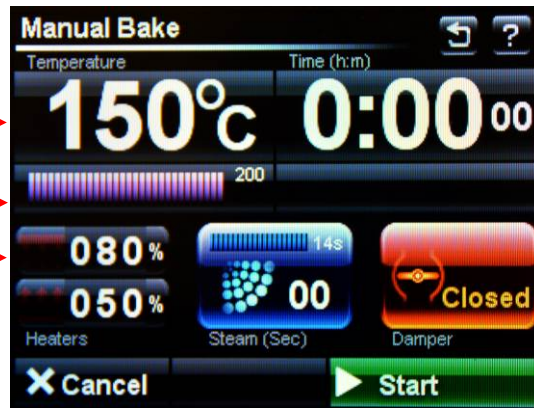 Manual Bake
?
Temperature
Time (h:m)
150°C
0:00 00
200
080%
050%
14s
00
Closed
Heaters
Steam (Sec)
Damper
Cancel
Start